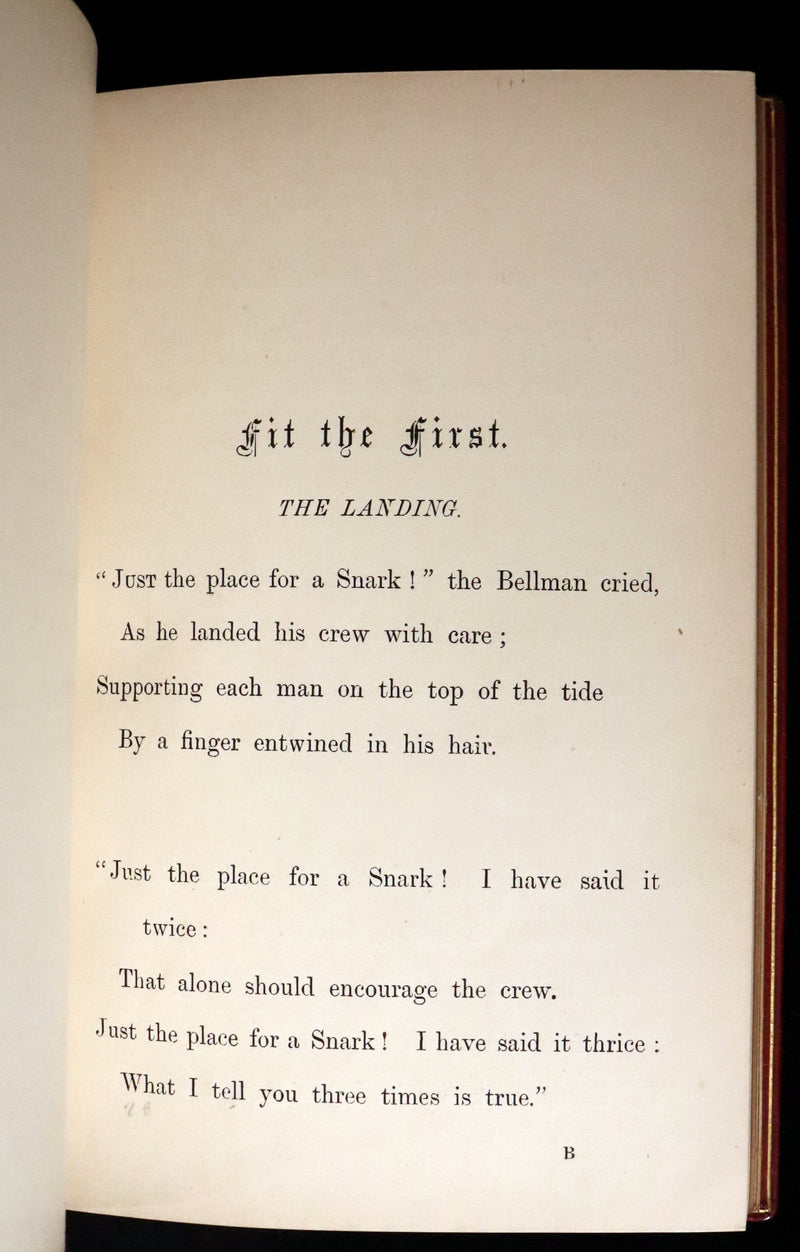 Fit the First.
THE LANDING.
“JUST the place for a Snark!” the Bellman cried,
As he landed his crew with care;
Supporting each man on the top of the tide
By a finger entwined in his hair.
“Just the place for a Snark! I have said it
twice:
That alone should encourage the crew.
Just the place for a Snark! I have said it thrice:
What I tell you three times is true.”
B